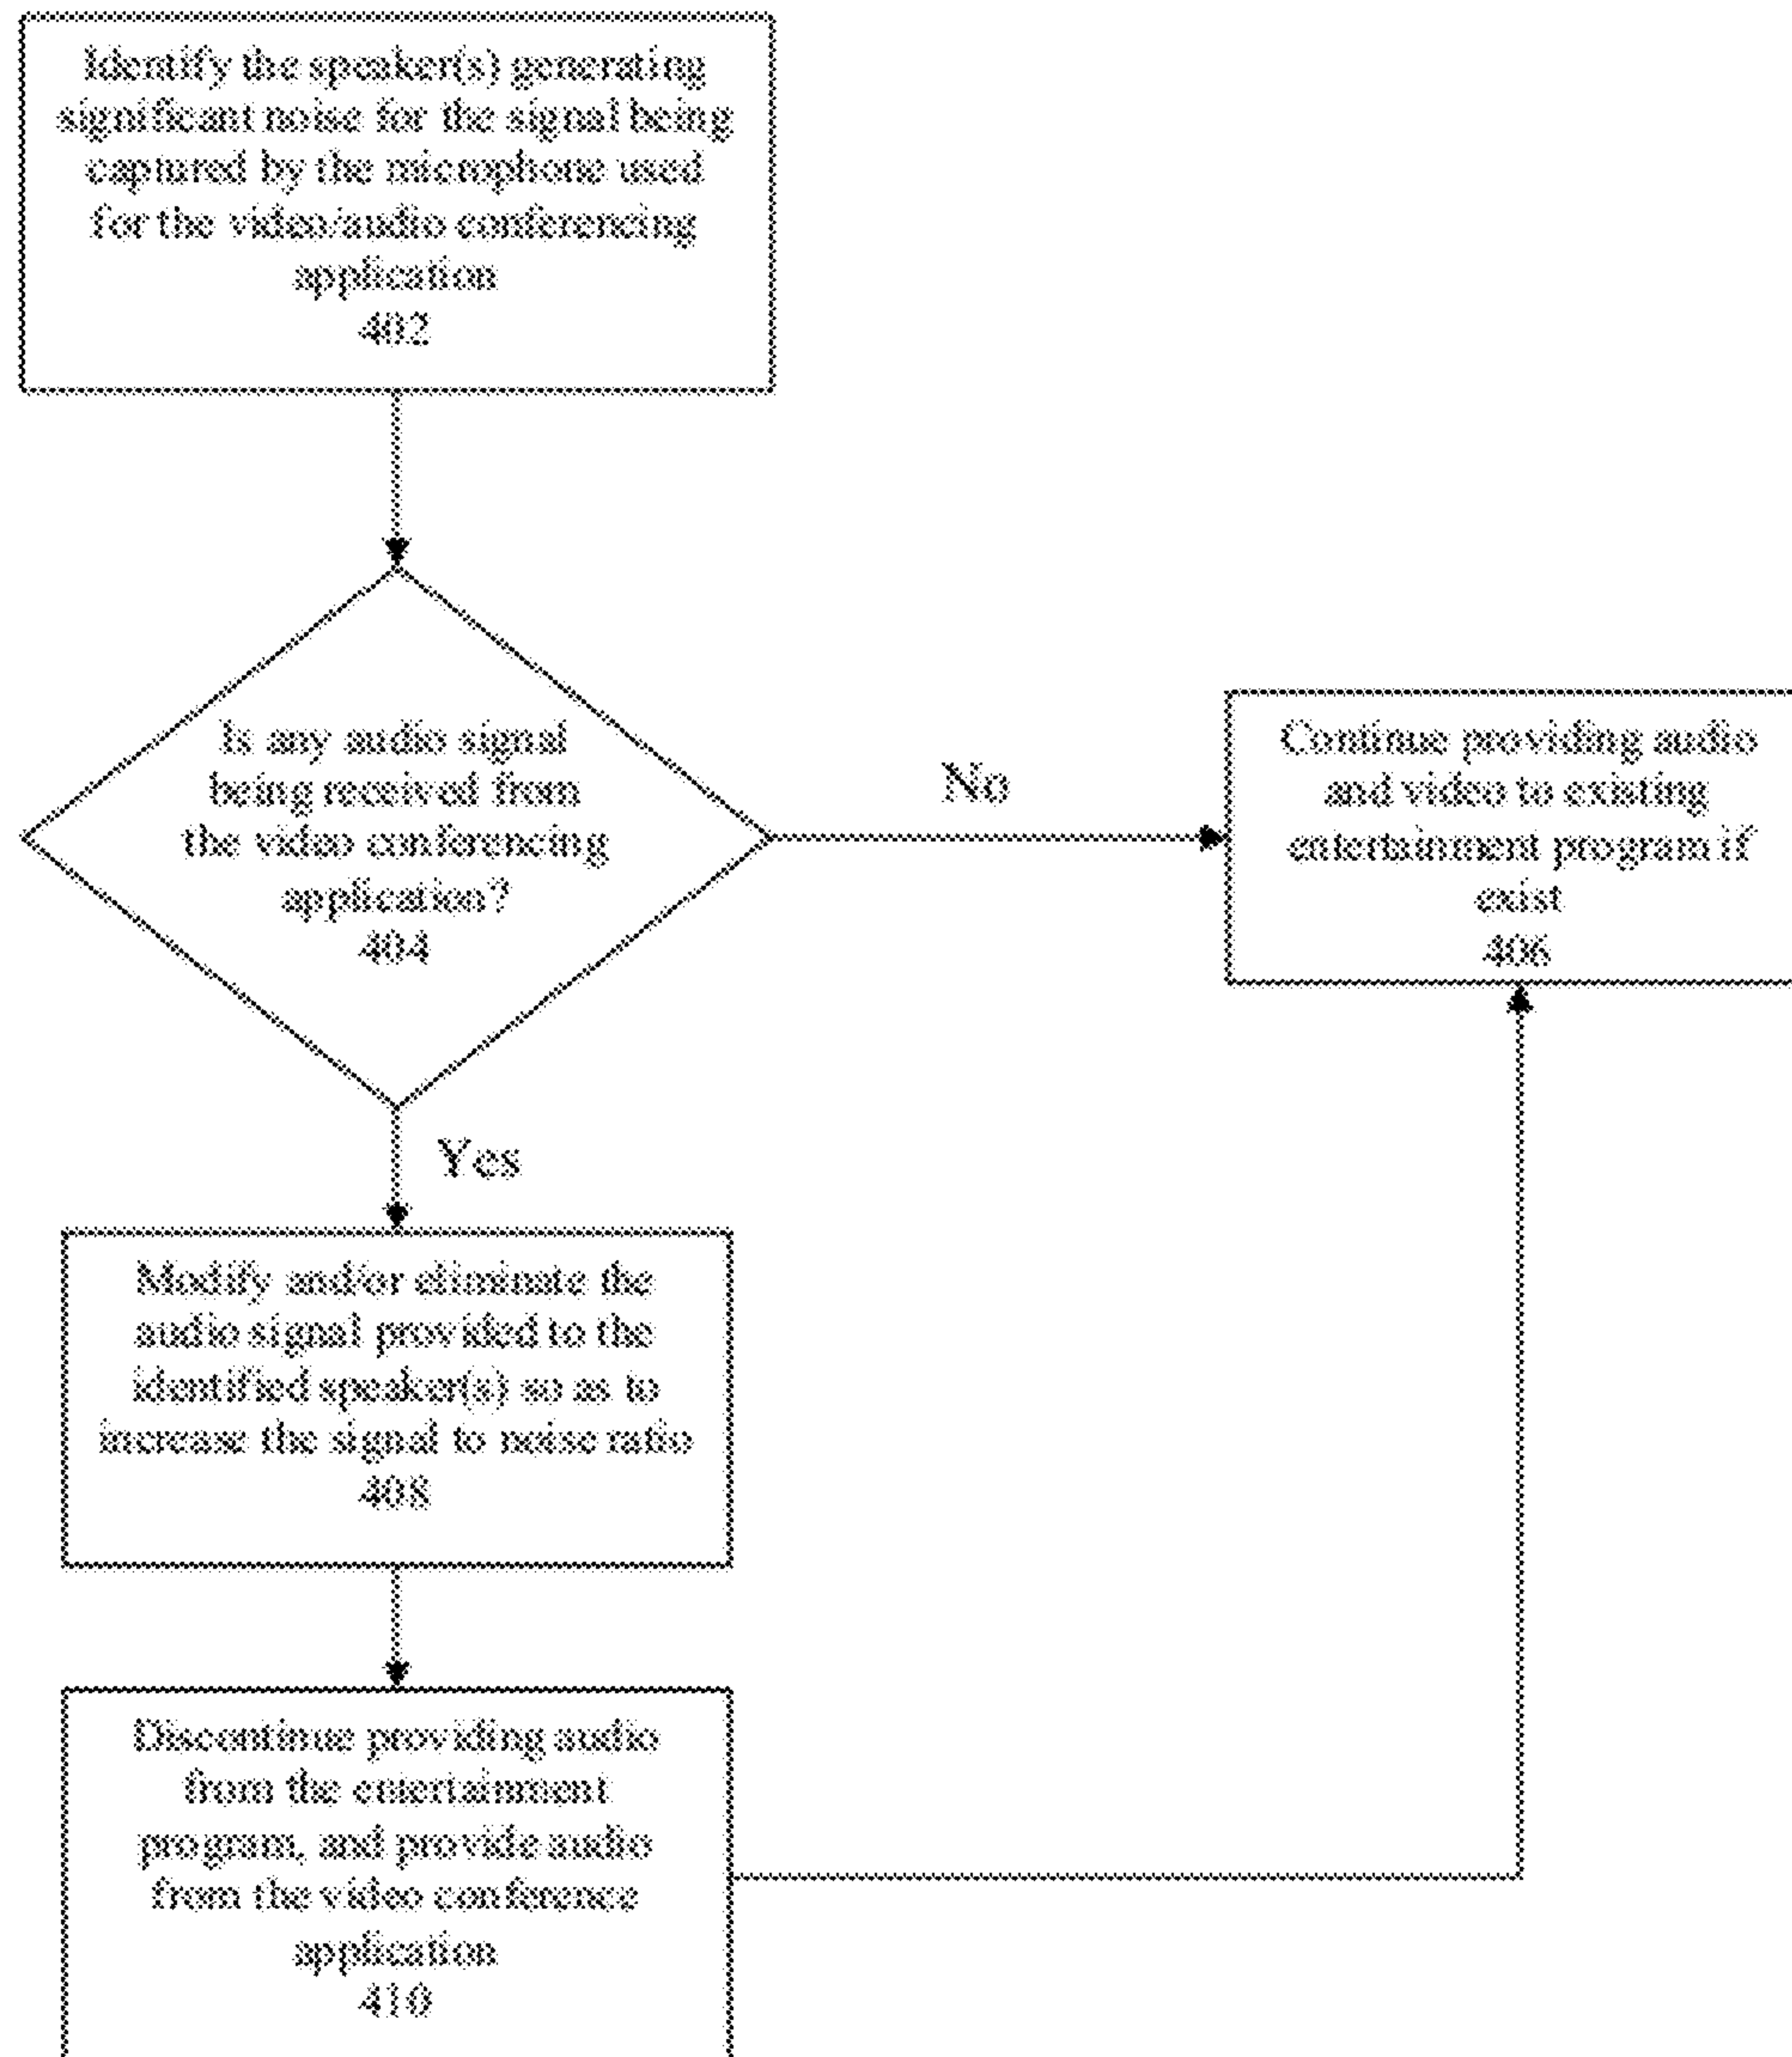 Identify the speaker(s) generating
significant noise for the signal being
captured by the microphone used
for the video/audio conferencing
application
402
Is any audio signal
being received from
the video conferencing
application?
404
No
Continue providing audio
and video to existing
entertainment program if
exist
406
Yes
Modify and/or eliminate the
audio signal provided to the
identified speaker(s) so as to
increase the signal to noise ratio
408
Discontinue providing audio
from the entertainment
program, and provide audio
from the video conference
application
410